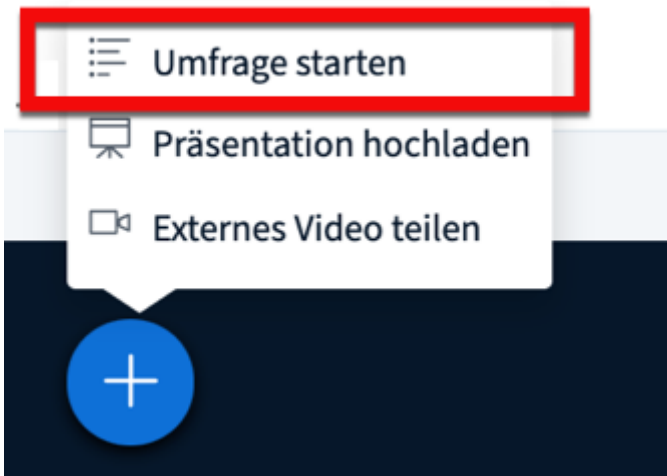 Umfrage starten
Präsentation hochladen
Externes Video teilen